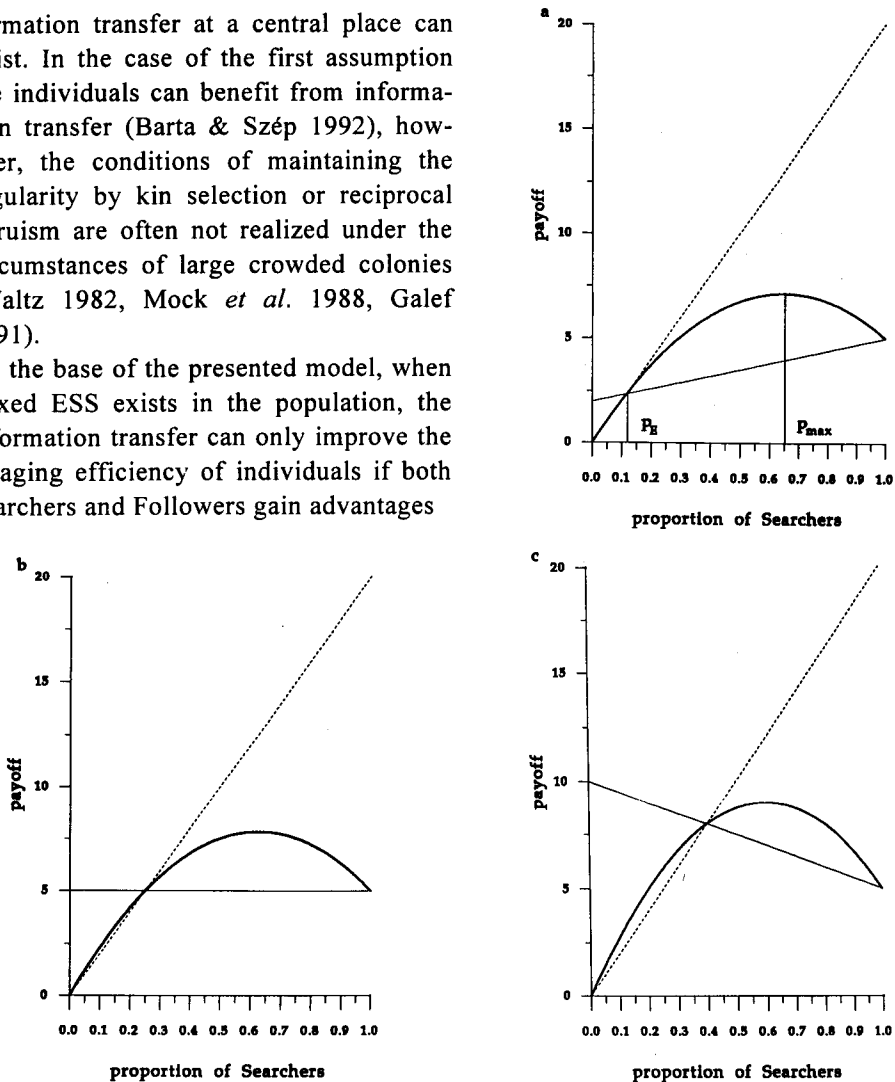 rmation transfer at a central place can
ist. In the case of the first assumption
e individuals can benefit from informa-
n transfer (Barta & Szép 1992), how-
er, the conditions of maintaining the
gularity by kin selection or reciprocal
ruism are often not realized under the
cumstances of large crowded colonies
altz 1982, Mock et al. 1988, Galef
91).
the base of the presented model, when
xed ESS exists in the population, the
formation transfer can only improve the
aging efficiency of individuals if both
archers and Followers gain advantages
a
20
15
10
5
0
payoff
PE
Pmax
0.0 0.1 0.2 0.3 0.4 0.5 0.6 0.7 0.8 0.9 1.0
proportion of Searchers
b
20
15
10
5
0
payoff
0.0 0.1 0.2 0.3 0.4 0.5 0.6 0.7 0.8 0.9 1.0
proportion of Searchers
c
20
15
10
5
0
payoff
0.0 0.1 0.2 0.3 0.4 0.5 0.6 0.7 0.8 0.9 1.0
proportion of Searchers